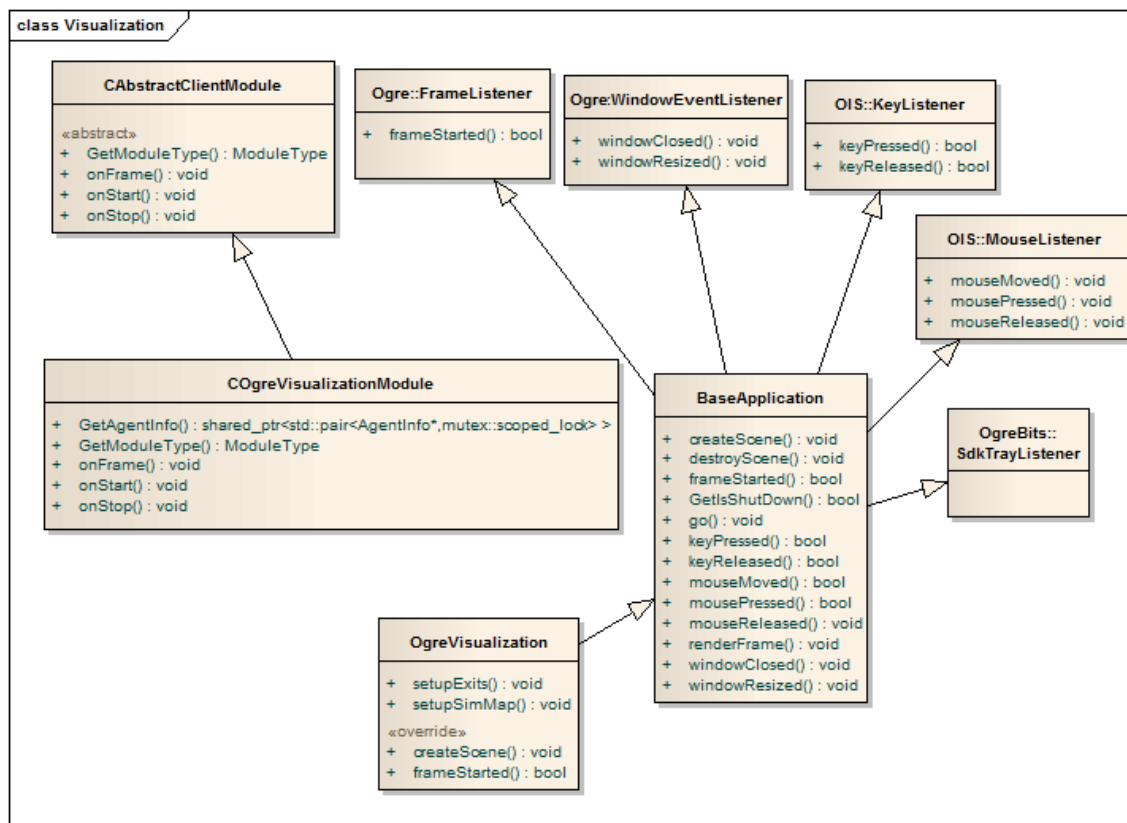 class Visualization
CAbstractClientModule
«abstract»
+ GetModuleType() : ModuleType
+ onFrame() : void
+ onStart() : void
+ onStop() : void
Ogre::FrameListener
+ frameStarted() : bool
Ogre:WindowEventListener
+ windowClosed() : void
+ windowResized() : void
OIS::KeyListener
+ keyPressed() : bool
+ keyReleased() : bool
OIS::MouseListener
+ mouseMoved() : void
+ mousePressed() : void
+ mouseReleased() : void
COgreVisualizationModule
+ GetAgentInfo() : shared_ptr<std::pair<AgentInfo*,mutex::scoped_lock> >
+ GetModuleType() : ModuleType
+ onFrame() : void
+ onStart() : void
+ onStop() : void
BaseApplication
+ createScene() : void
+ destroyScene() : void
+ frameStarted() : bool
+ GetIsShutDown() : bool
+ go() : void
+ keyPressed() : bool
+ keyReleased() : bool
+ mouseMoved() : bool
+ mousePressed() : bool
+ mouseReleased() : void
+ renderFrame() : void
+ windowClosed() : void
+ windowResized() : void
OgreBits::
SdkTrayListener
OgreVisualization
+ setupExits() : void
+ setupSimMap() : void
«override»
+ createScene() : void
+ frameStarted() : bool